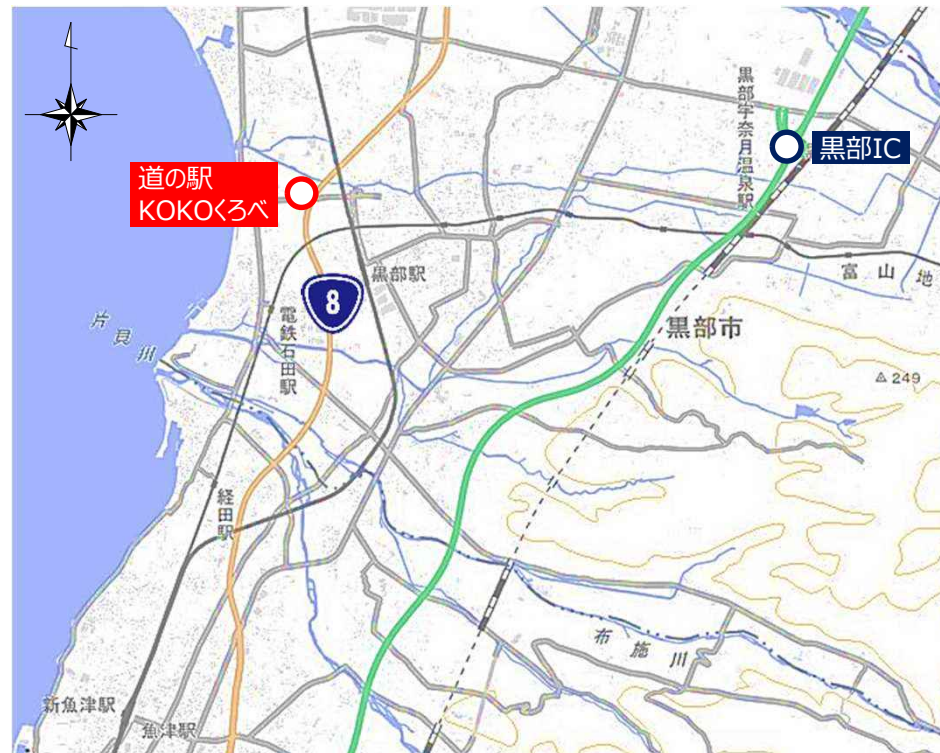 黒部宇奈月温泉駅
黒部IC
道の駅
KOKOくろべ
富山地
黒部駅
8
電鉄石田駅
片貝川
黒部市
249
経田駅
布施川
新魚津駅
魚津駅